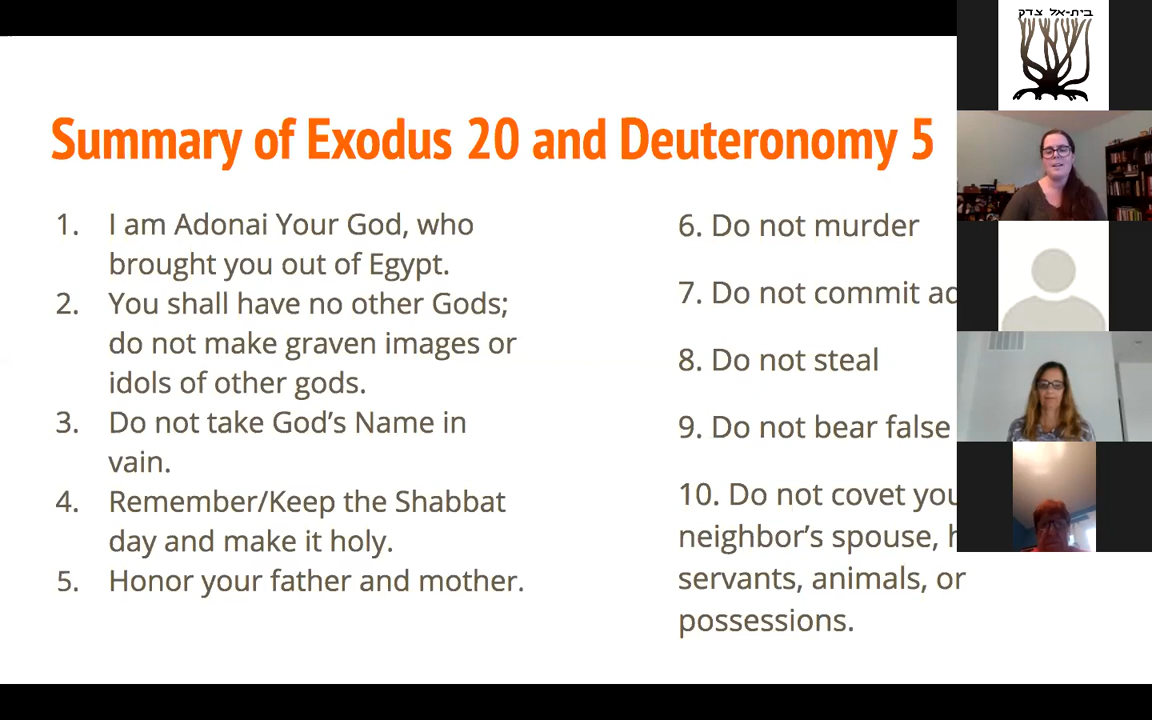 בית-אל צדק
Summary of Exodus 20 and Deuteronomy 5
1. I am Adonai Your God, who
brought you out of Egypt.
2. You shall have no other Gods;
do not make graven images or
idols of other gods.
3. Do not take God's Name in
vain.
4. Remember/Keep the Shabbat
day and make it holy.
5. Honor your father and mother.
6. Do not murder
7. Do not commit
8. Do not steal
9. Do not bear false
10. Do not covet
neighbor's spouse,
servants, animals, or
possessions.